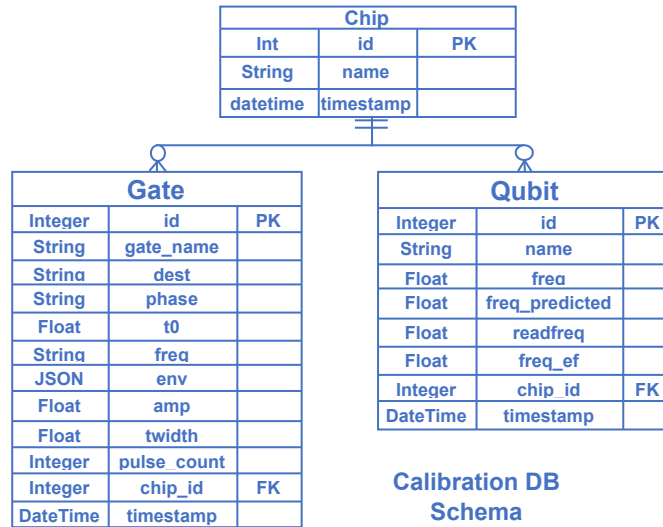 Chip
Int id PK
String name
datetime timestamp
Gate
Integer id PK
String gate_name
String dest
String phase
Float t0
String freq
JSON env
Float amp
Float twidth
Integer pulse_count
Integer chip_id FK
DateTime timestamp
Qubit
Integer id PK
String name
Float freq
Float freq_predicted
Float readfreq
Float freq_ef
Integer chip_id FK
DateTime timestamp
Calibration DB
Schema